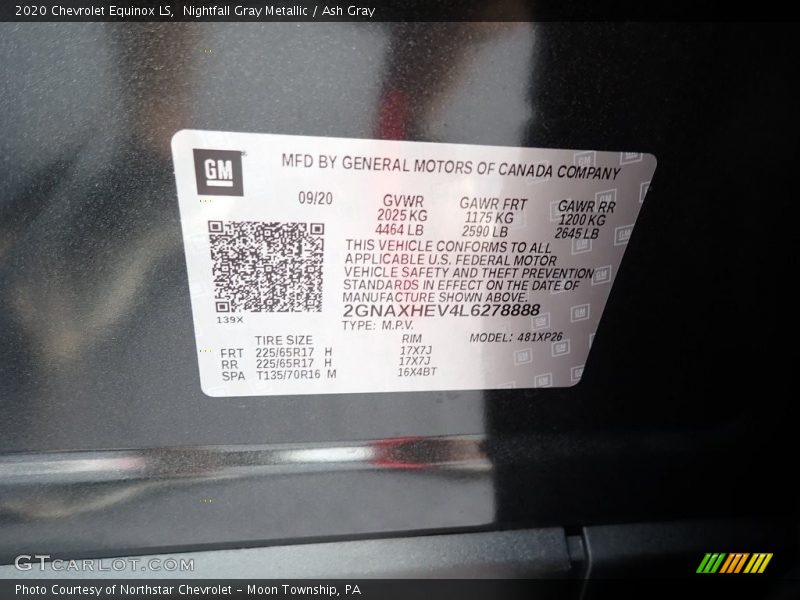 2020 Chevrolet Equinox LS, Nightfall Gray Metallic / Ash Gray
GM
MFD BY GENERAL MOTORS OF CANADA COMPANY
09/20 GVWR GAWR FRT GAWR RR
2025 KG 1175 KG 1200 KG
4464 LB 2590 LB 2645 LB
THIS VEHICLE CONFORMS TO ALL
APPLICABLE U.S. FEDERAL MOTOR
VEHICLE SAFETY AND THEFT PREVENTION
STANDARDS IN EFFECT ON THE DATE OF
MANUFACTURE SHOWN ABOVE.
2GNAXHEV4L6278888
139X
TYPE: M.P.V. MODEL: 481XP26
TIRE SIZE RIM
FRT 225/65R17 H 17X7J
RR 225/65R17 H 17X7J
SPA T135/70R16 M 16X4BT
GTCARLOT.COM
Photo Courtesy of Northstar Chevrolet - Moon Township, PA